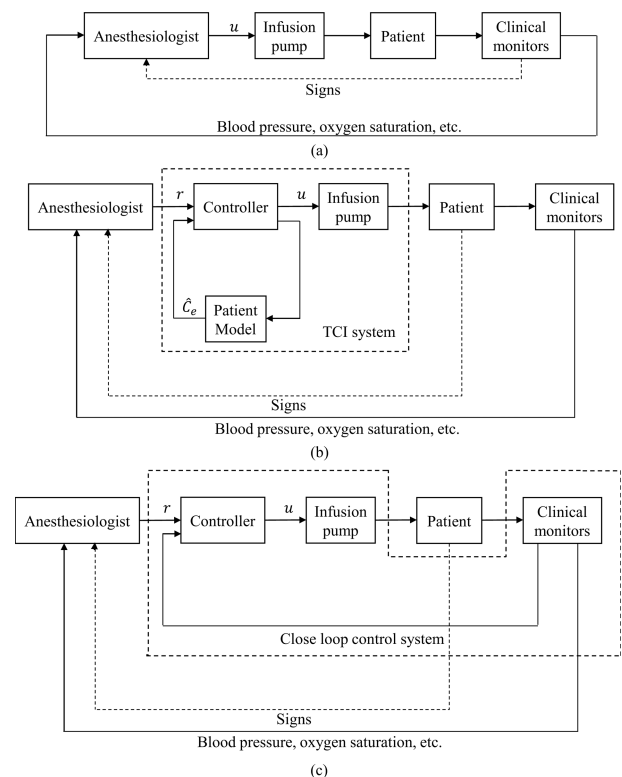 Anesthesiologist
u
Infusion
pump
Patient
Clinical
monitors
Signs
Blood pressure, oxygen saturation, etc.
(a)
Anesthesiologist
r
Controller
u
Infusion
pump
Patient
Clinical
monitors
Ĉₑ
Patient
Model
TCI system
Signs
Blood pressure, oxygen saturation, etc.
(b)
Anesthesiologist
r
Controller
u
Infusion
pump
Patient
Clinical
monitors
Close loop control system
Signs
Blood pressure, oxygen saturation, etc.
(c)